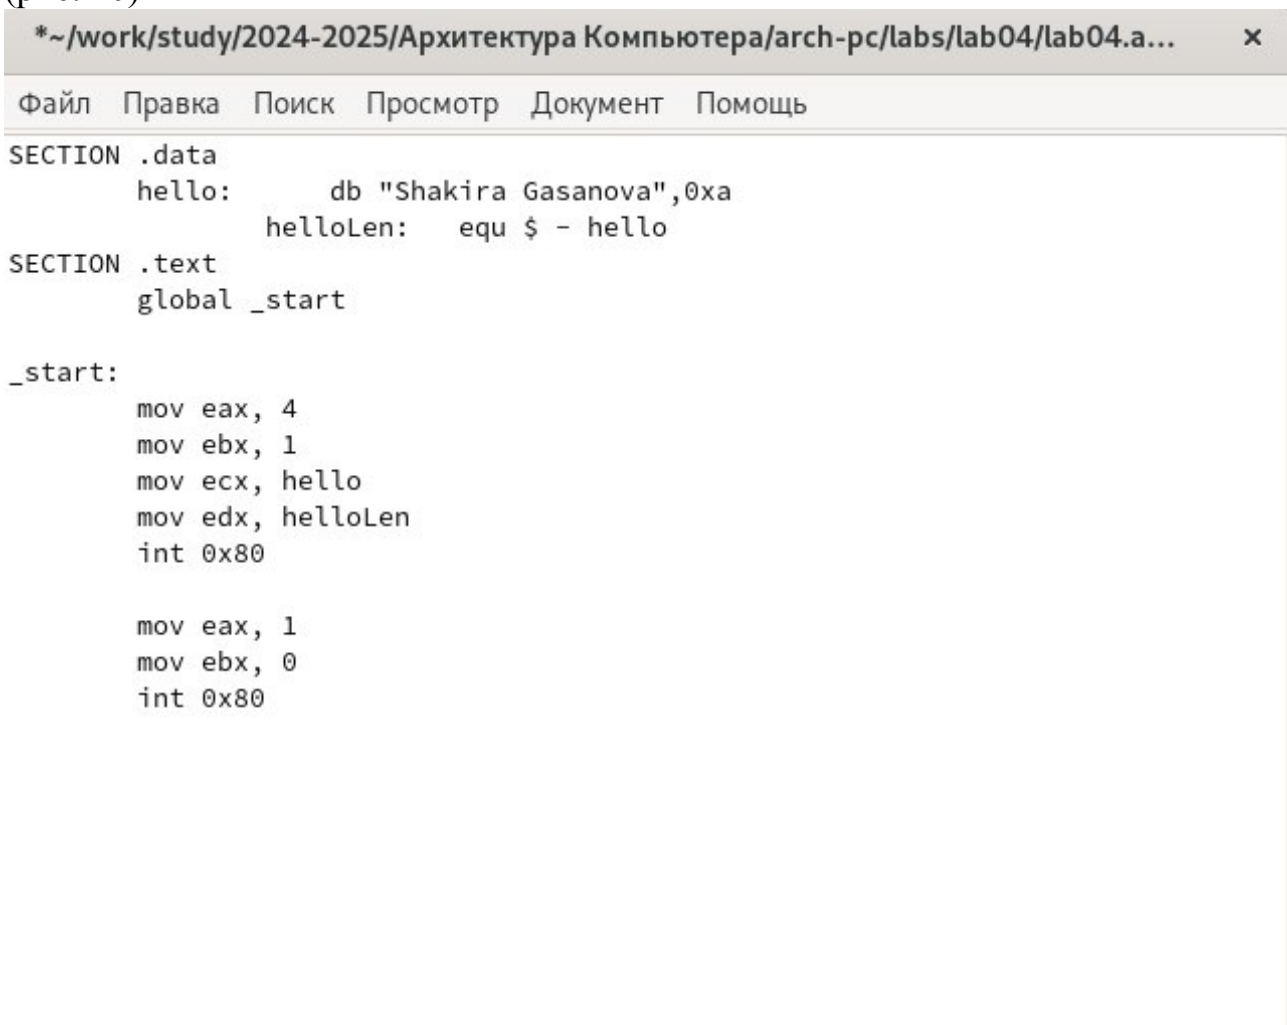 *~/work/study/2024-2025/Архитектура Компьютера/arch-pc/labs/lab04/lab04.a... ×
Файл Правка Поиск Просмотр Документ Помощь
SECTION .data
hello: db "Shakira Gasanova",0xa
helloLen: equ $ - hello
SECTION .text
global _start
_start:
mov eax, 4
mov ebx, 1
mov ecx, hello
mov edx, helloLen
int 0x80
mov eax, 1
mov ebx, 0
int 0x80